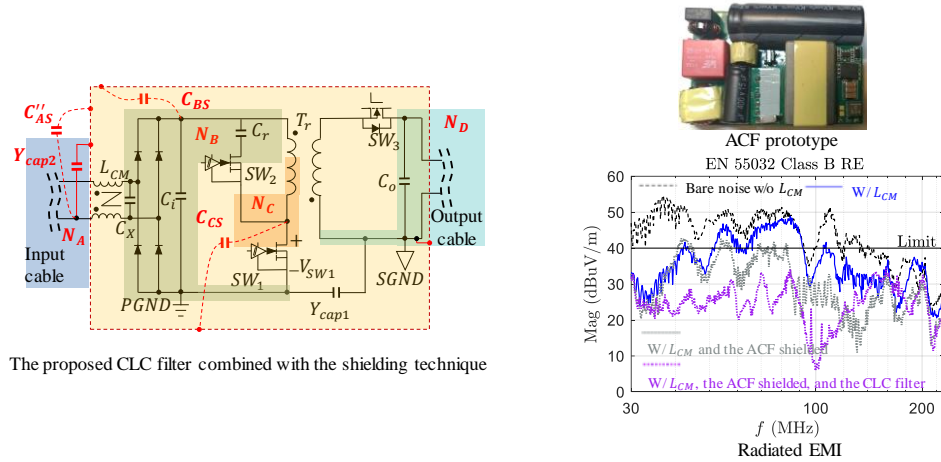 C''AS
CBS
Ycap2
NB
Cr
Tr
SW3
ND
LCM
SW2
Co
Ci
NC
CCS
NA
CX
Output
cable
Input
cable
+
−VSW1
SW1
PGND
Ycap1
SGND
The proposed CLC filter combined with the shielding technique
ACF prototype
EN 55032 Class B RE
Bare noise w/o LCM
W/LCM
Limit
W/LCM and the ACF shielded
W/LCM, the ACF shielded, and the CLC filter
Mag (dBuV/m)
60
50
40
30
20
10
0
30
100
200
f (MHz)
Radiated EMI